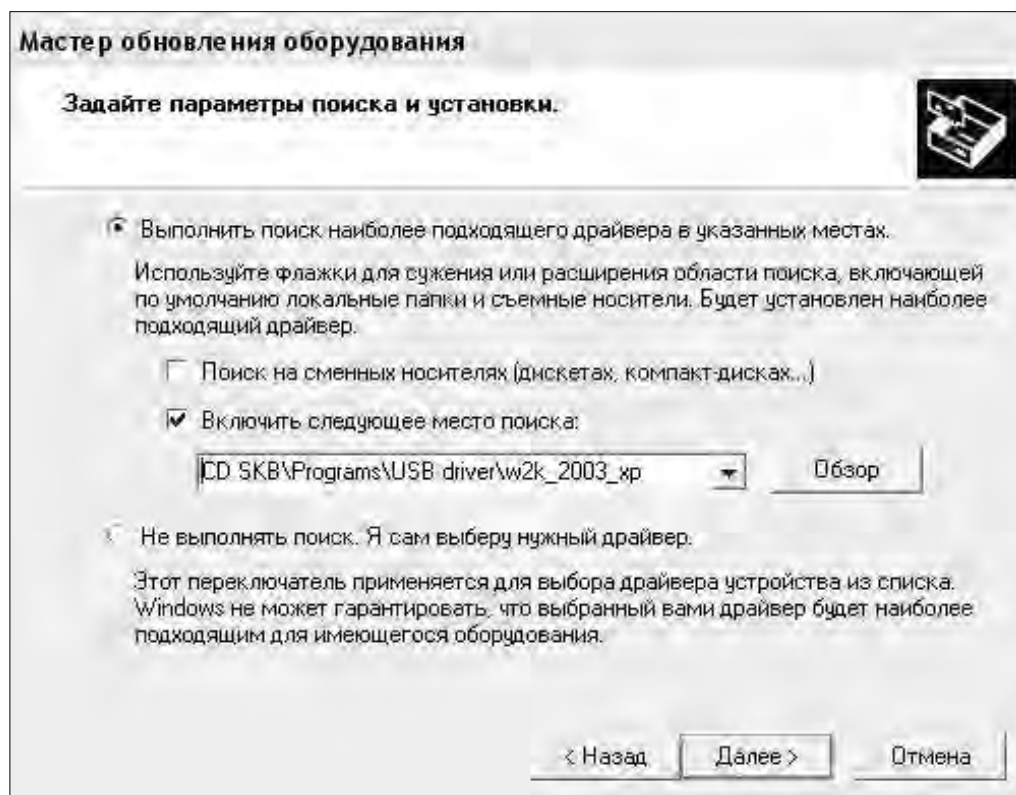 Мастер обновления оборудования
Задайте параметры поиска и установки.
Выполнить поиск наиболее подходящего драйвера в указанных местах.
Используйте флажки для сужения или расширения области поиска, включающей
по умолчанию локальные папки и съемные носители. Будет установлен наиболее
подходящий драйвер.
Поиск на сменных носителях (дискетах, компакт-дисках...)
Включить следующее место поиска:
CD SKB\Programs\USB driver\w2k_2003_xp
Обзор
Не выполнять поиск. Я сам выберу нужный драйвер.
Этот переключатель применяется для выбора драйвера устройства из списка.
Windows не может гарантировать, что выбранный вами драйвер будет наиболее
подходящим для имеющегося оборудования.
< Назад Далее > Отмена